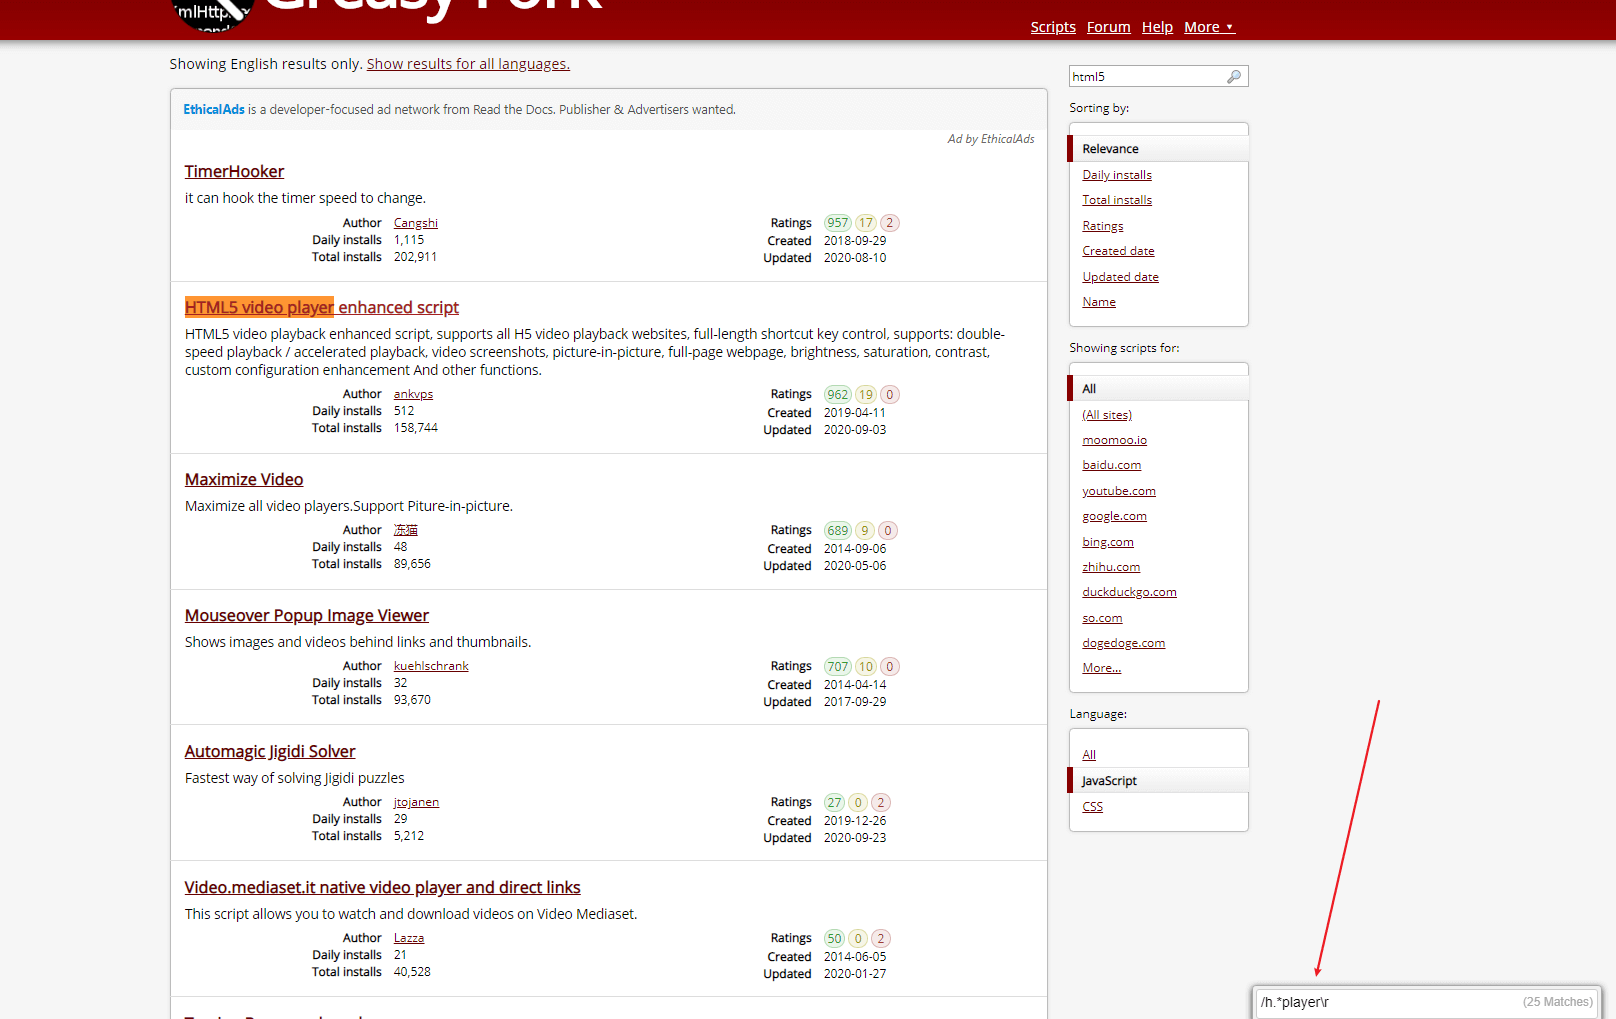 Greasy Fork
Scripts Forum Help More ▼
Showing English results only. Show results for all languages.
EthicalAds is a developer-focused ad network from Read the Docs. Publisher & Advertisers wanted.
Ad by EthicalAds
TimerHooker
it can hook the timer speed to change.
Author Cangshi Ratings 957 17 2
Daily installs 1,115 Created 2018-09-29
Total installs 202,911 Updated 2020-08-10
HTML5 video player enhanced script
HTML5 video playback enhanced script, supports all H5 video playback websites, full-length shortcut key control, supports: double-
speed playback / accelerated playback, video screenshots, picture-in-picture, full-page webpage, brightness, saturation, contrast,
custom configuration enhancement And other functions.
Author ankvps Ratings 962 19 0
Daily installs 512 Created 2019-04-11
Total installs 158,744 Updated 2020-09-03
Maximize Video
Maximize all video players.Support Piture-in-picture.
Author 冻猫 Ratings 689 9 0
Daily installs 48 Created 2014-09-06
Total installs 89,656 Updated 2020-05-06
Mouseover Popup Image Viewer
Shows images and videos behind links and thumbnails.
Author kuehlschrank Ratings 707 10 0
Daily installs 32 Created 2014-04-14
Total installs 93,670 Updated 2017-09-29
Automagic Jigidi Solver
Fastest way of solving Jigidi puzzles
Author jtojanen Ratings 27 0 2
Daily installs 29 Created 2019-12-26
Total installs 5,212 Updated 2020-09-23
Video.mediaset.it native video player and direct links
This script allows you to watch and download videos on Video Mediaset.
Author Lazza Ratings 50 0 2
Daily installs 21 Created 2014-06-05
Total installs 40,528 Updated 2020-01-27
html5
Sorting by:
Relevance
Daily installs
Total installs
Ratings
Created date
Updated date
Name
Showing scripts for:
All
(All sites)
moomoo.io
baidu.com
youtube.com
google.com
bing.com
zhihu.com
duckduckgo.com
so.com
dogedoge.com
More...
Language:
All
JavaScript
CSS
/h.*player\r (25 Matches)